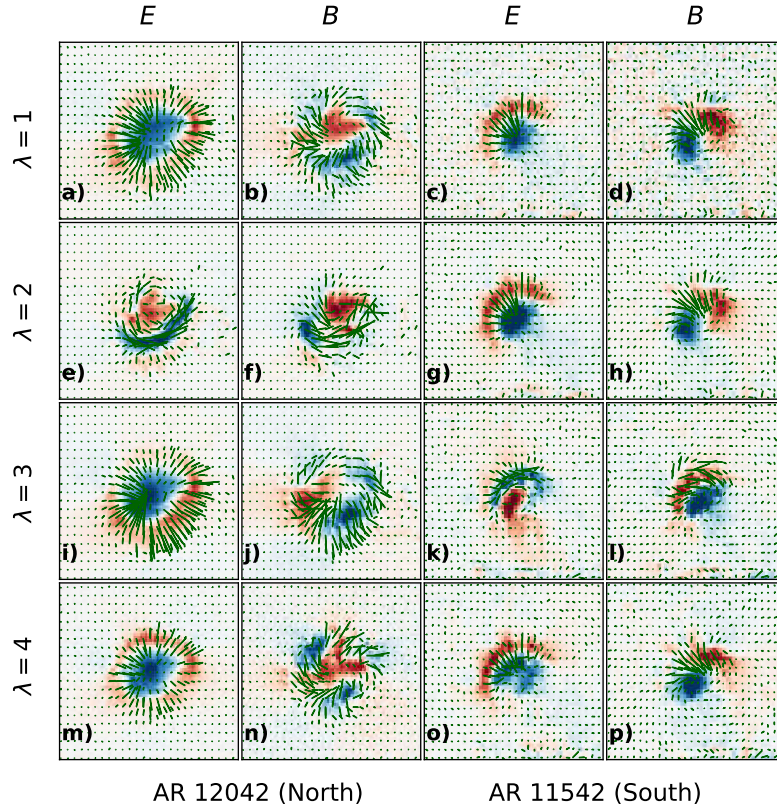 E B E B
λ = 1
a) b) c) d)
λ = 2
e) f) g) h)
λ = 3
i) j) k) l)
λ = 4
m) n) o) p)
AR 12042 (North) AR 11542 (South)